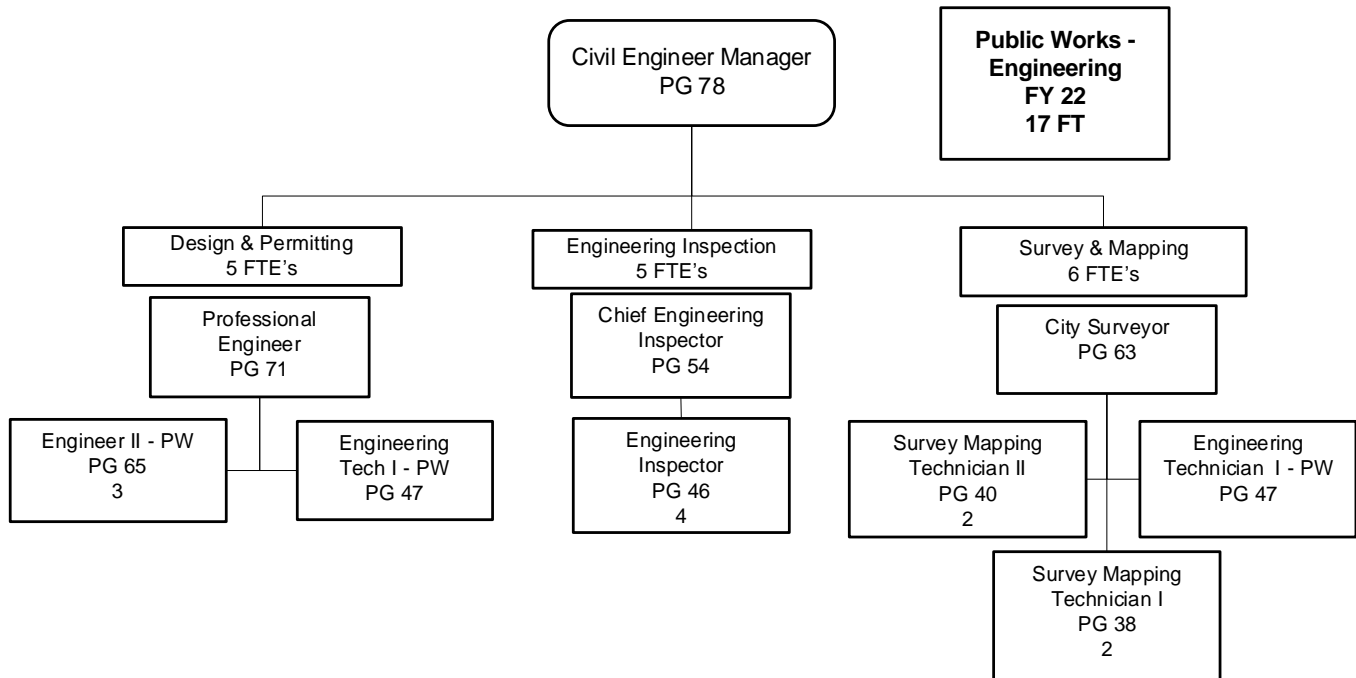 Civil Engineer Manager
PG 78
Public Works -
Engineering
FY 22
17 FT
Design & Permitting
5 FTE's
Engineering Inspection
5 FTE's
Survey & Mapping
6 FTE's
Professional
Engineer
PG 71
Chief Engineering
Inspector
PG 54
City Surveyor
PG 63
Engineer II - PW
PG 65
3
Engineering
Tech I - PW
PG 47
Engineering
Inspector
PG 46
4
Survey Mapping
Technician II
PG 40
2
Engineering
Technician I - PW
PG 47
Survey Mapping
Technician I
PG 38
2